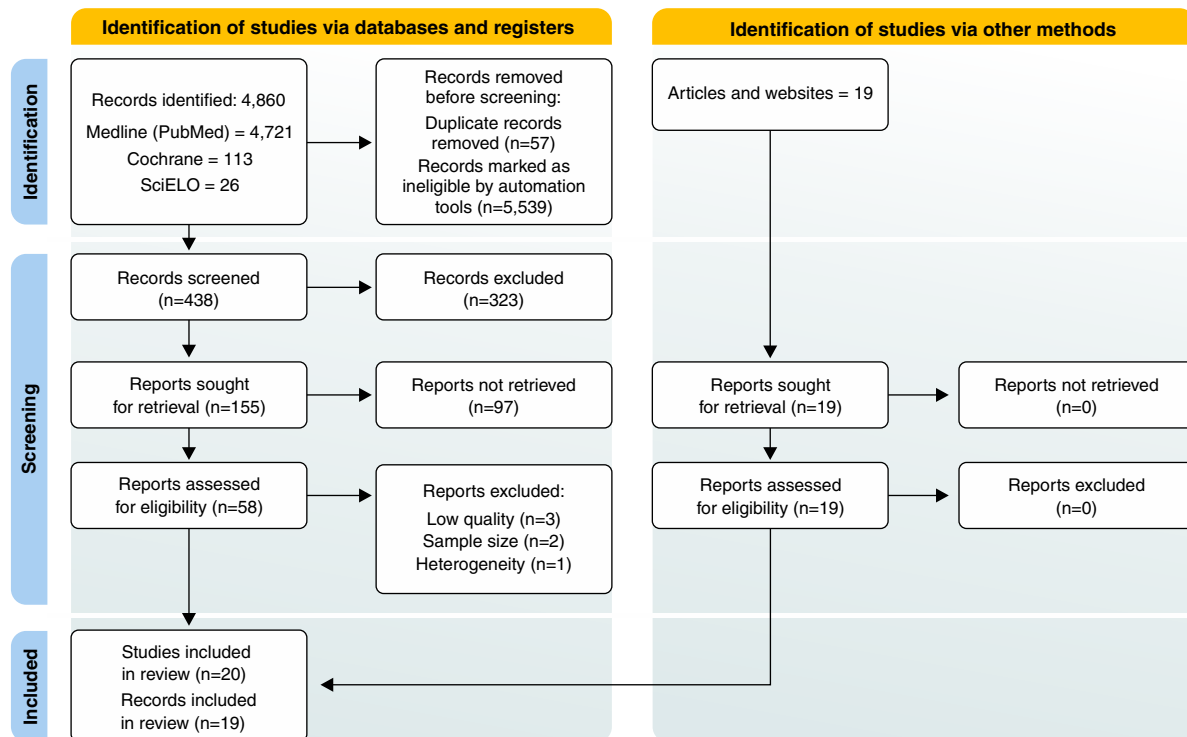 Identification of studies via databases and registers
Identification of studies via other methods
Identification
Records identified: 4,860
Medline (PubMed) = 4,721
Cochrane = 113
SciELO = 26
Records removed
before screening:
Duplicate records
removed (n=57)
Records marked as
ineligible by automation
tools (n=5,539)
Articles and websites = 19
Screening
Records screened
(n=438)
Records excluded
(n=323)
Reports sought
for retrieval (n=155)
Reports not retrieved
(n=97)
Reports sought
for retrieval (n=19)
Reports not retrieved
(n=0)
Reports assessed
for eligibility (n=58)
Reports excluded:
Low quality (n=3)
Sample size (n=2)
Heterogeneity (n=1)
Reports assessed
for eligibility (n=19)
Reports excluded
(n=0)
Included
Studies included
in review (n=20)
Records included
in review (n=19)